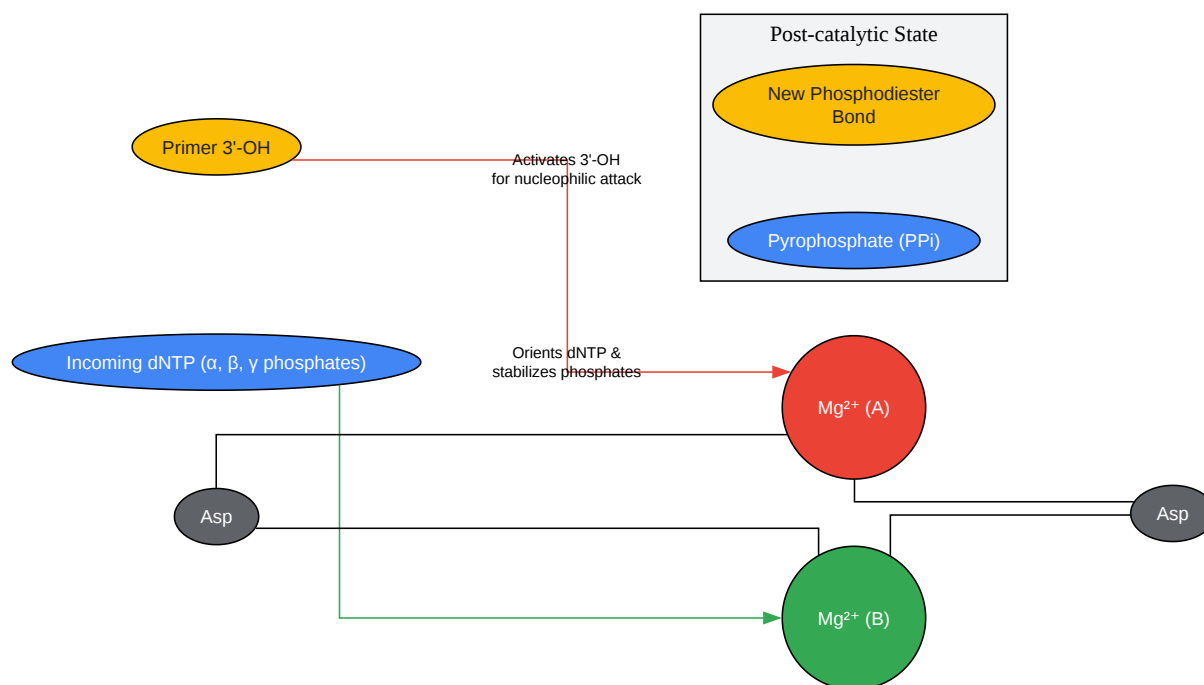 Post-catalytic State
New Phosphodiester
Bond
Primer 3'-OH
Activates 3'-OH
for nucleophilic attack
Pyrophosphate (PPi)
Incoming dNTP (α, β, γ phosphates)
Orients dNTP &
stabilizes phosphates
Mg²⁺ (A)
Asp
Asp
Mg²⁺ (B)